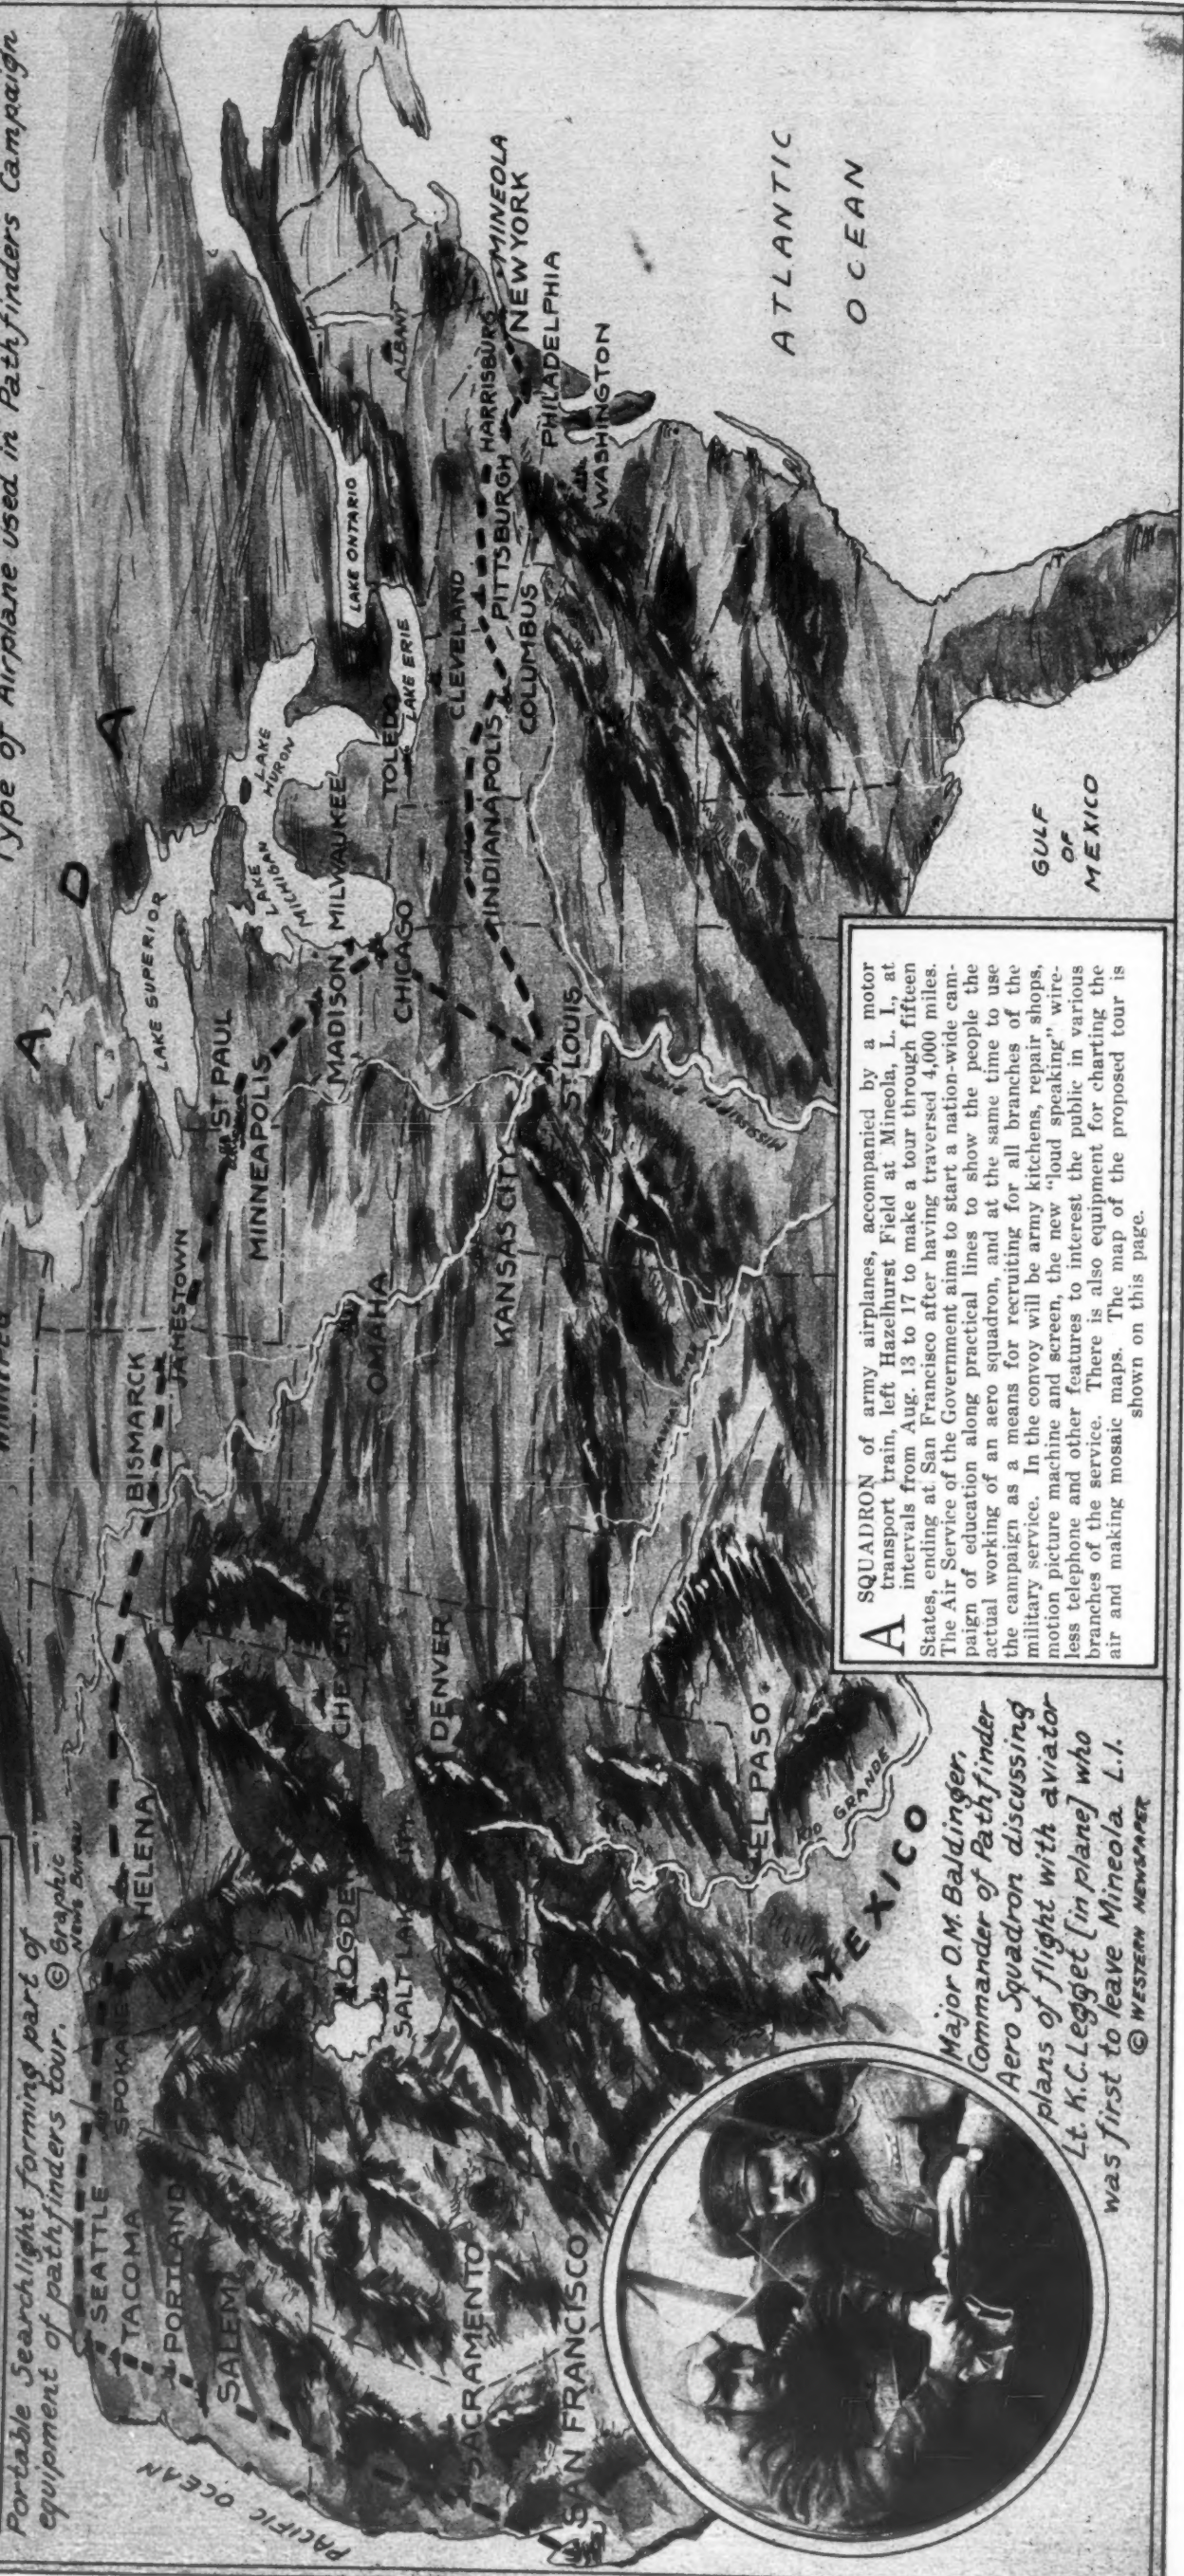 Portable Searchlight forming part of
equipment of pathfinders tour. © Graphic
News Bureau
Type of Airplane used in Pathfinders Campaign
A
D
A
SEATTLE
TACOMA
PORTLAND
SALEM
SPOKANE
HELENA
BISMARCK
JAMESTOWN
ST PAUL
MINNEAPOLIS
LAKE SUPERIOR
LAKE
MICHIGAN
LAKE
HURON
LAKE ONTARIO
LAKE ERIE
MADISON
MILWAUKEE
CHICAGO
TOLEDO
CLEVELAND
ALBANY
MINEOLA
NEW YORK
HARRISBURG
PHILADELPHIA
PITTSBURGH
WASHINGTON
COLUMBUS
INDIANAPOLIS
ST LOUIS
KANSAS CITY
OMAHA
CHEYENNE
DENVER
OGDEN
SALT LAKE CITY
SACRAMENTO
SAN FRANCISCO
EL PASO
RIO GRANDE
ARKANSAS RIVER
MISSISSIPPI RIVER
PACIFIC OCEAN
ATLANTIC
OCEAN
GULF
OF
MEXICO
MEXICO
Major O.M. Baldinger,
Commander of Pathfinder
Aero Squadron discussing
plans of flight with aviator
Lt. K.C. Legget [in plane] who
was first to leave Mineola L.I.
© WESTERN NEWSPAPER
A SQUADRON of army airplanes, accompanied by a motor
transport train, left Hazelhurst Field at Mineola, L. I., at
intervals from Aug. 13 to 17 to make a tour through fifteen
States, ending at San Francisco after having traversed 4,000 miles.
The Air Service of the Government aims to start a nation-wide cam-
paign of education along practical lines to show the people the
actual working of an aero squadron, and at the same time to use
the campaign as a means for recruiting for all branches of the
military service. In the convoy will be army kitchens, repair shops,
motion picture machine and screen, the new "loud speaking" wire-
less telephone and other features to interest the public in various
branches of the service. There is also equipment for charting the
air and making mosaic maps. The map of the proposed tour is
shown on this page.